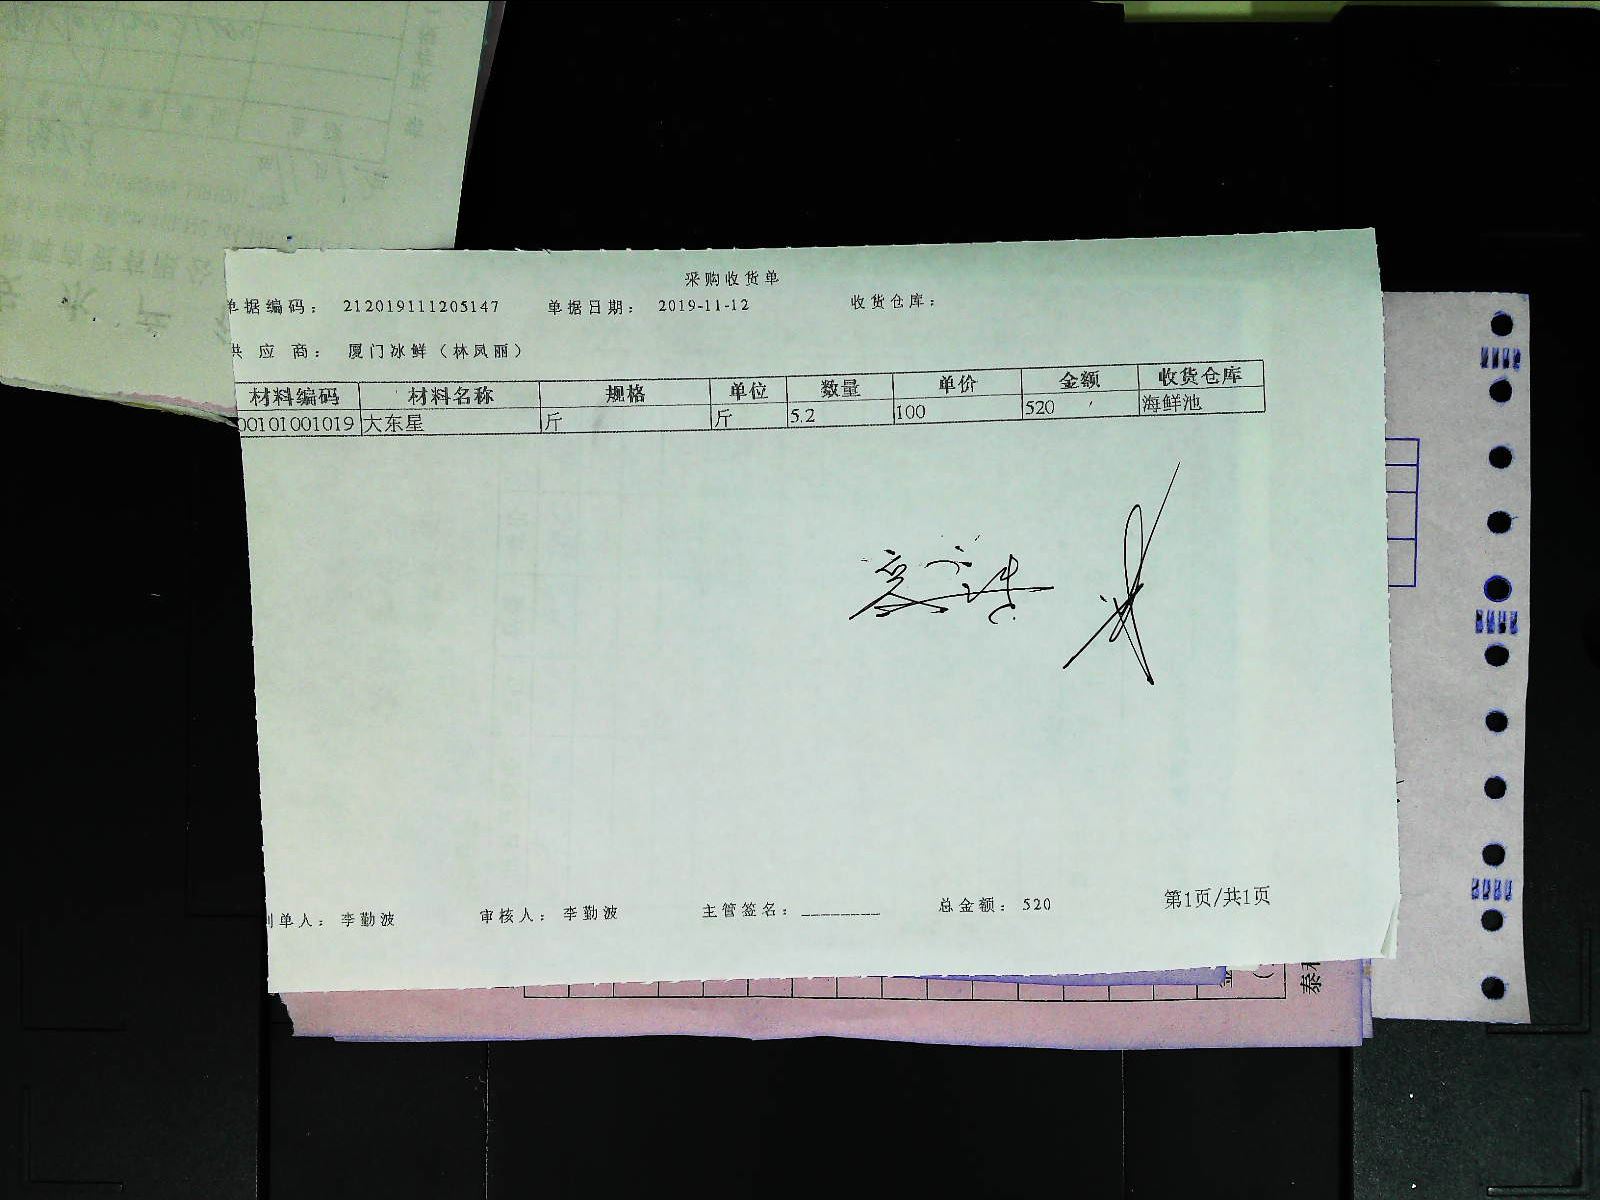 采购收货单
单据编码： 212019111205147 单据日期： 2019-11-12 收货仓库：
供 应 商： 厦门冰鲜（林凤丽）
材料编码 材料名称 规格 单位 数量 单价 金额 收货仓库
00101001019 大东星 斤 斤 5.2 100 520 海鲜池
制单人： 李勤波 审核人： 李勤波 主管签名：________ 总金额： 520 第1页/共1页